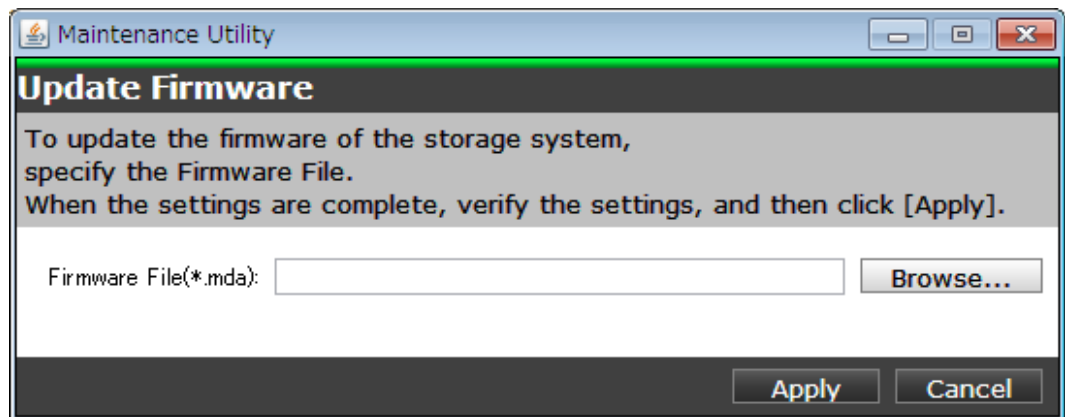 Maintenance Utility
Update Firmware
To update the firmware of the storage system,
specify the Firmware File.
When the settings are complete, verify the settings, and then click [Apply].
Firmware File(*.mda):
Browse...
Apply
Cancel